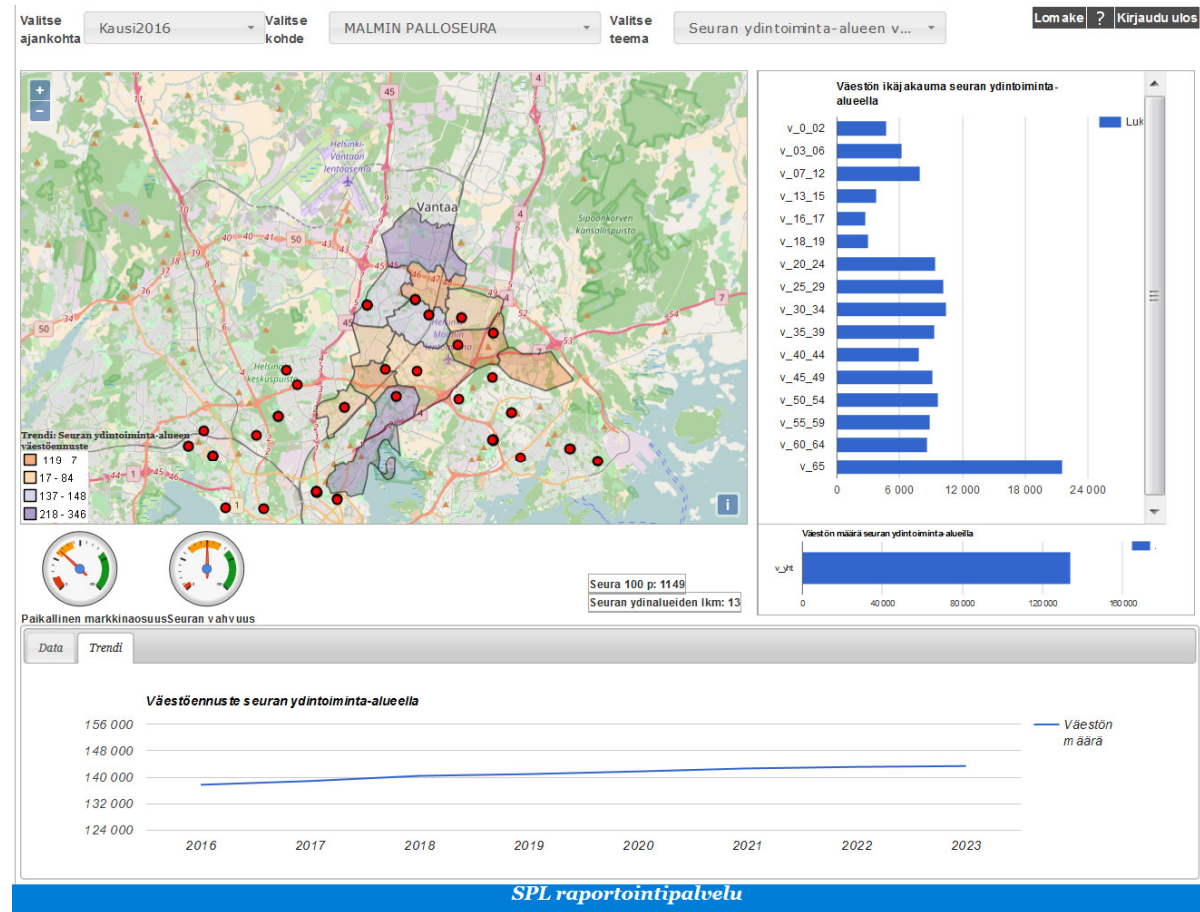 Valitse
ajankohta
Kausi2016
Valitse
kohde
MALMIN PALLOSEURA
Valitse
teema
Seuran ydintoiminta-alueen v...
Lomake
?
Kirjaudu ulos
+
−
Helsinki-
Vantaan
lentoasema
Vantaa
Sipoonkorven
kansallispuisto
Helsingin
keskuspuisto
Trendi: Seuran ydintoiminta-alueen
väestöennuste
119 7
17 - 84
137 - 148
218 - 346
i
Väestön ikäjakauma seuran ydintoiminta-
alueella
Luk
v_0_02
v_03_06
v_07_12
v_13_15
v_16_17
v_18_19
v_20_24
v_25_29
v_30_34
v_35_39
v_40_44
v_45_49
v_50_54
v_55_59
v_60_64
v_65
0 6 000 12 000 18 000 24 000
Väestön määrä seuran ydintoiminta-alueilla
v_yht
0 40 000 80 000 120 000 160 000
Seura 100 p: 1149
Seuran ydinalueiden lkm: 13
Paikallinen markkinaosuus
Seuran vahvuus
Data
Trendi
Väestöennuste seuran ydintoiminta-alueella
156 000
148 000
140 000
132 000
124 000
2016 2017 2018 2019 2020 2021 2022 2023
Väestön
määrä
SPL raportointipalvelu